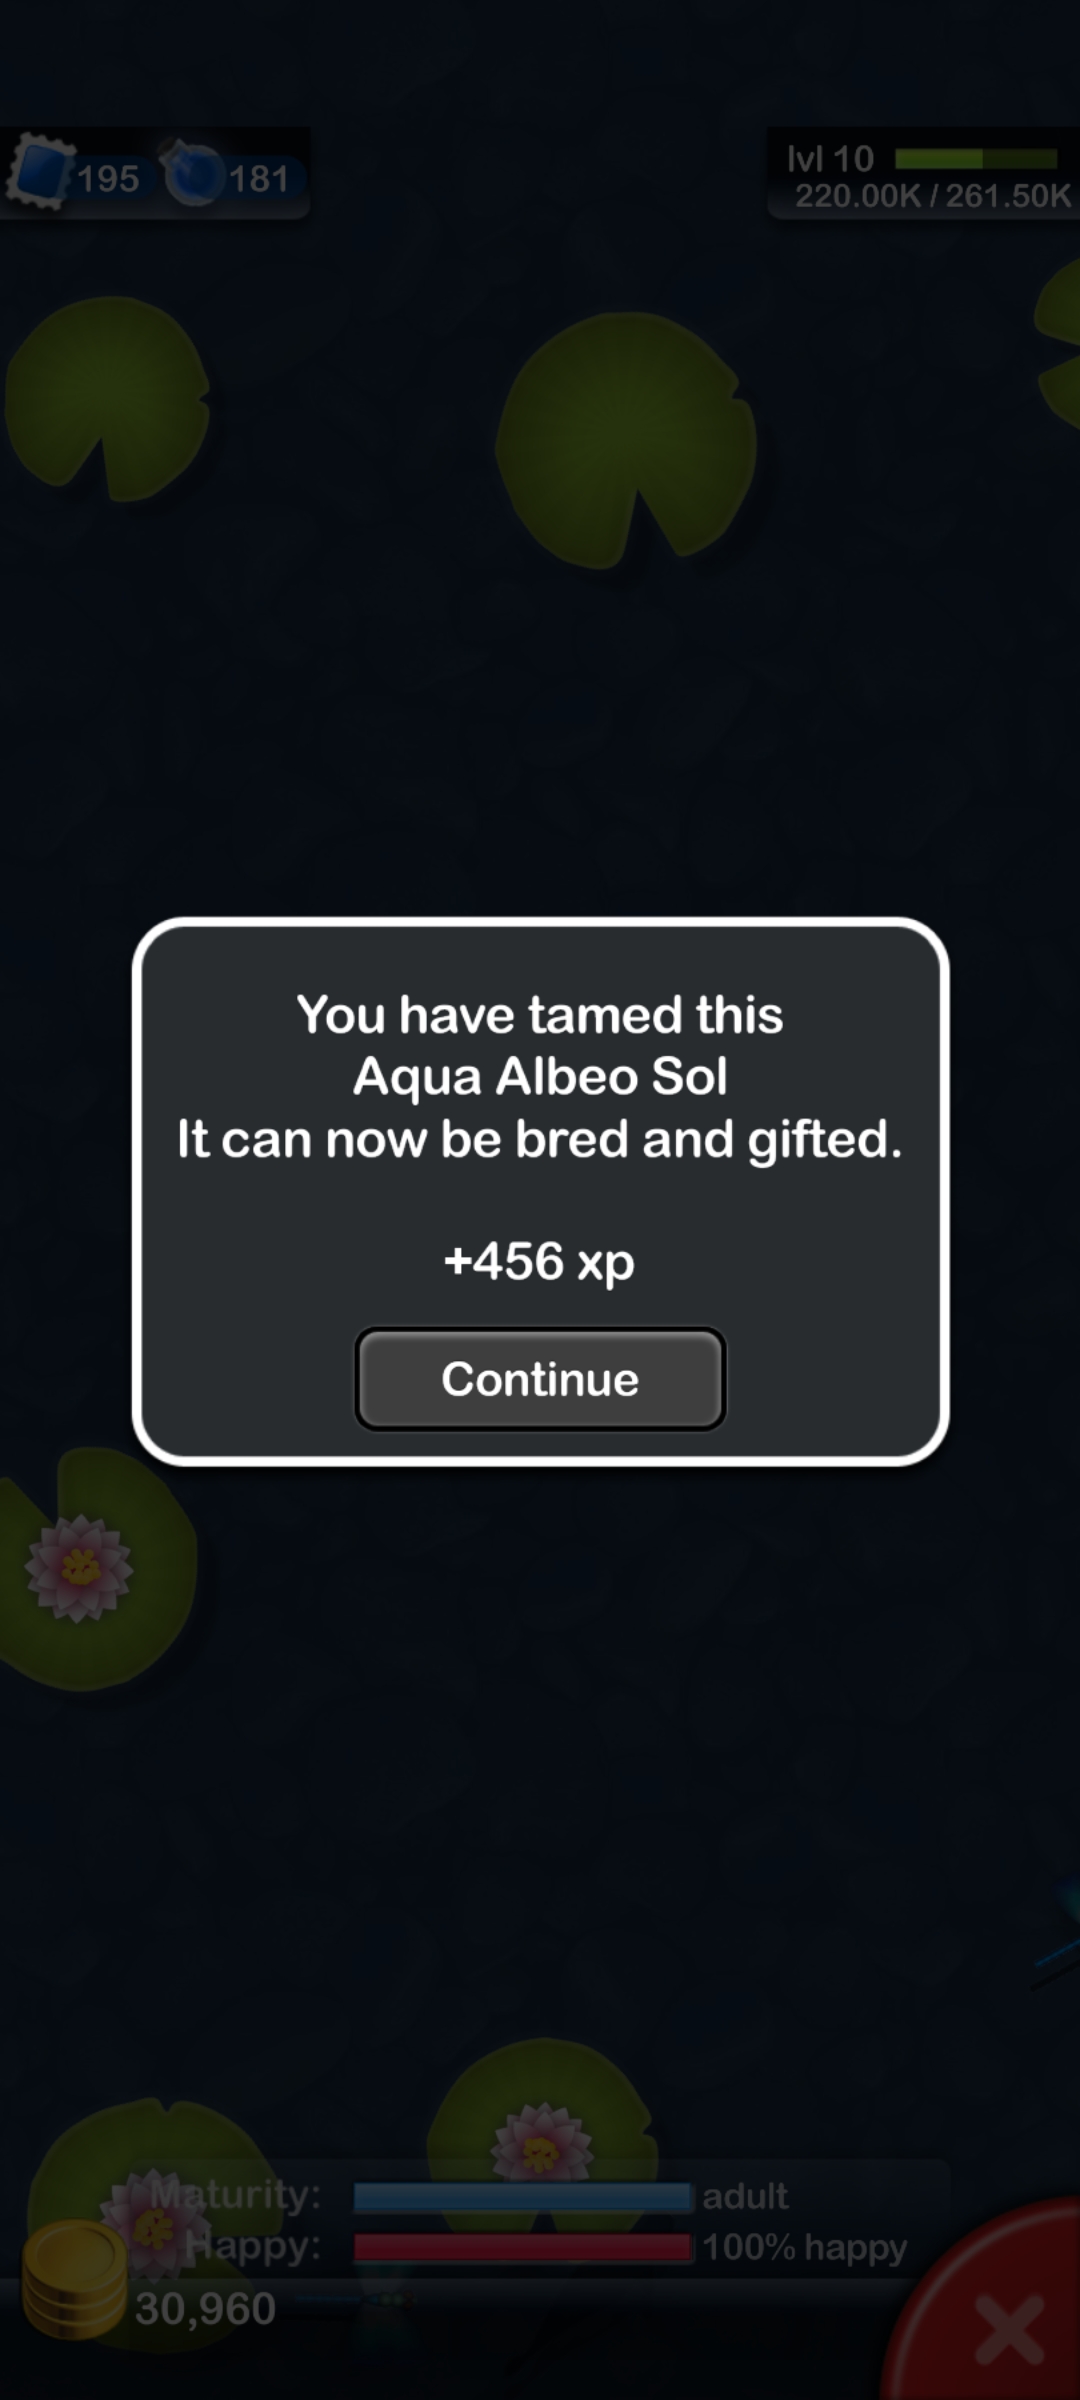 195
181
lvl 10
220.00K / 261.50K
You have tamed this
Aqua Albeo Sol
It can now be bred and gifted.
+456 xp
Continue
Maturity:
adult
Happy:
100% happy
30,960